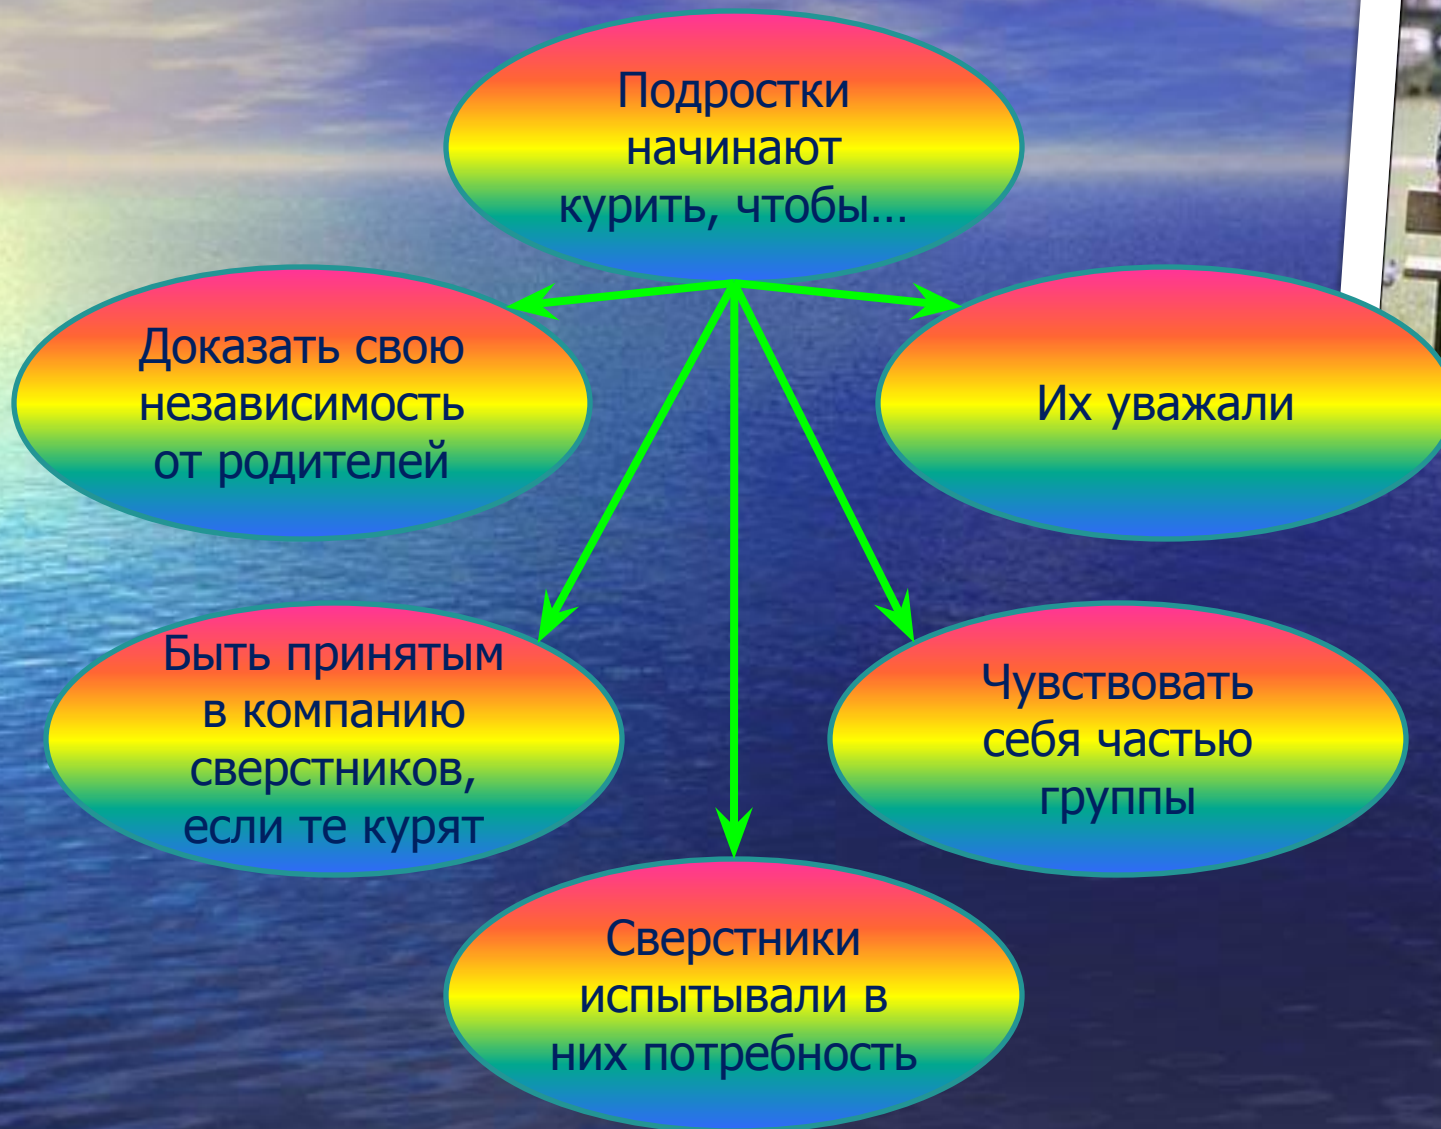 Подростки
начинают
курить, чтобы…
Доказать свою
независимость
от родителей
Их уважали
Быть принятым
в компанию
сверстников,
если те курят
Чувствовать
себя частью
группы
Сверстники
испытывали в
них потребность